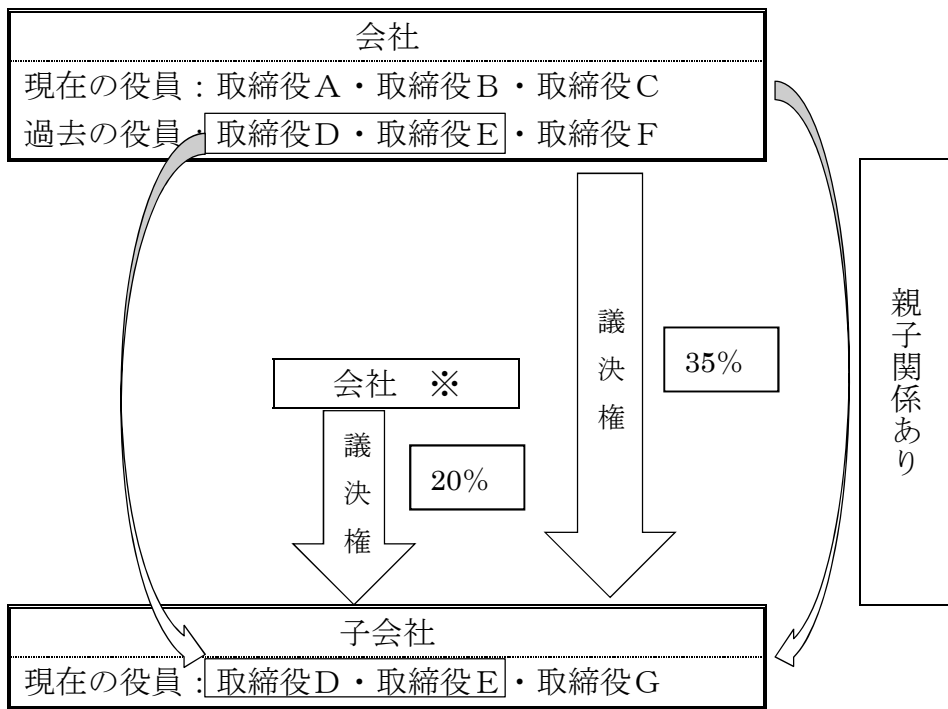 会社
現在の役員：取締役Ａ・取締役Ｂ・取締役Ｃ
過去の役員：取締役Ｄ・取締役Ｅ・取締役Ｆ
親子関係あり
議決権
35%
会社　※
議決権
20%
子会社
現在の役員：取締役Ｄ・取締役Ｅ・取締役Ｇ